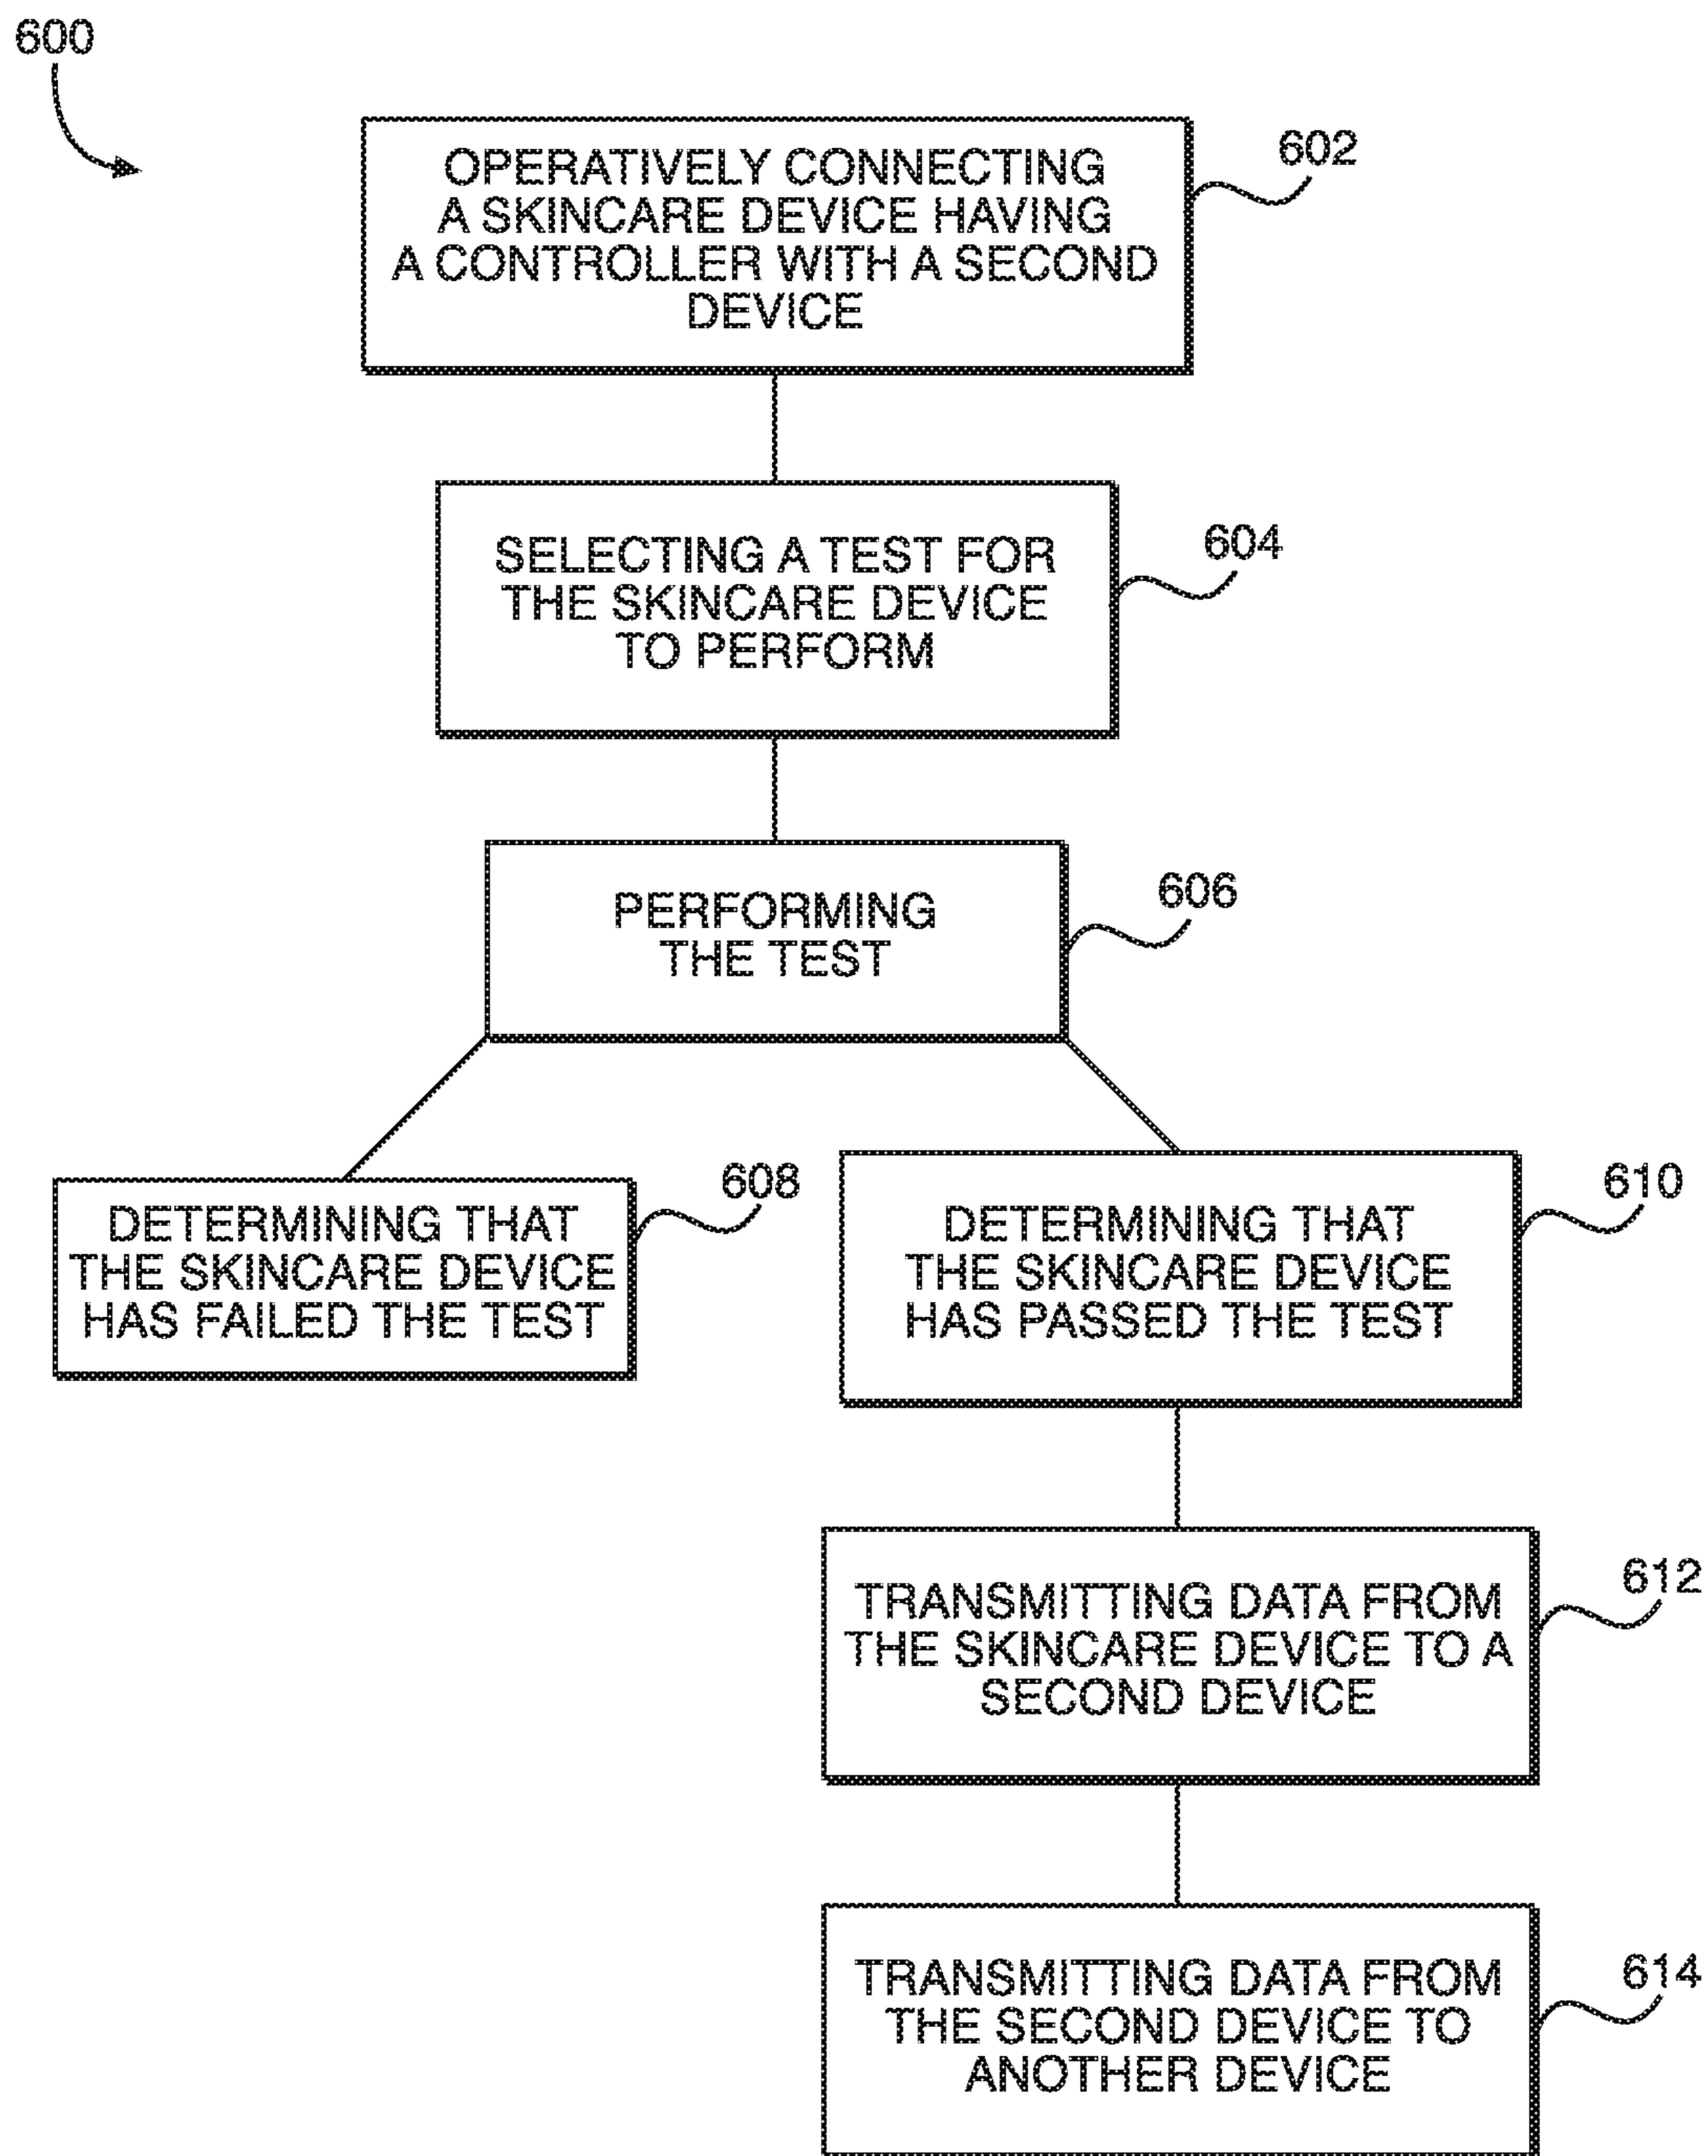 600
OPERATIVELY CONNECTING
A SKINCARE DEVICE HAVING
A CONTROLLER WITH A SECOND
DEVICE
602
SELECTING A TEST FOR
THE SKINCARE DEVICE
TO PERFORM
604
PERFORMING
THE TEST
606
DETERMINING THAT
THE SKINCARE DEVICE
HAS FAILED THE TEST
608
DETERMINING THAT
THE SKINCARE DEVICE
HAS PASSED THE TEST
610
TRANSMITTING DATA FROM
THE SKINCARE DEVICE TO A
SECOND DEVICE
612
TRANSMITTING DATA FROM
THE SECOND DEVICE TO
ANOTHER DEVICE
614